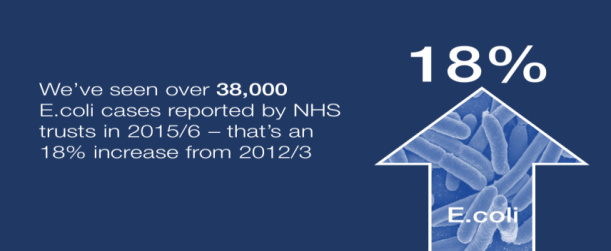 We've seen over 38,000
E.coli cases reported by NHS
trusts in 2015/6 – that's an
18% increase from 2012/3
18%
E.coli